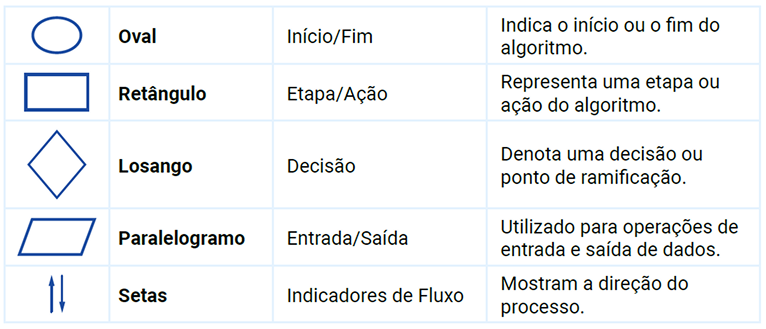 Oval
Início/Fim
Indica o início ou o fim do
algoritmo.
Retângulo
Etapa/Ação
Representa uma etapa ou
ação do algoritmo.
Losango
Decisão
Denota uma decisão ou
ponto de ramificação.
Paralelogramo
Entrada/Saída
Utilizado para operações de
entrada e saída de dados.
Setas
Indicadores de Fluxo
Mostram a direção do
processo.